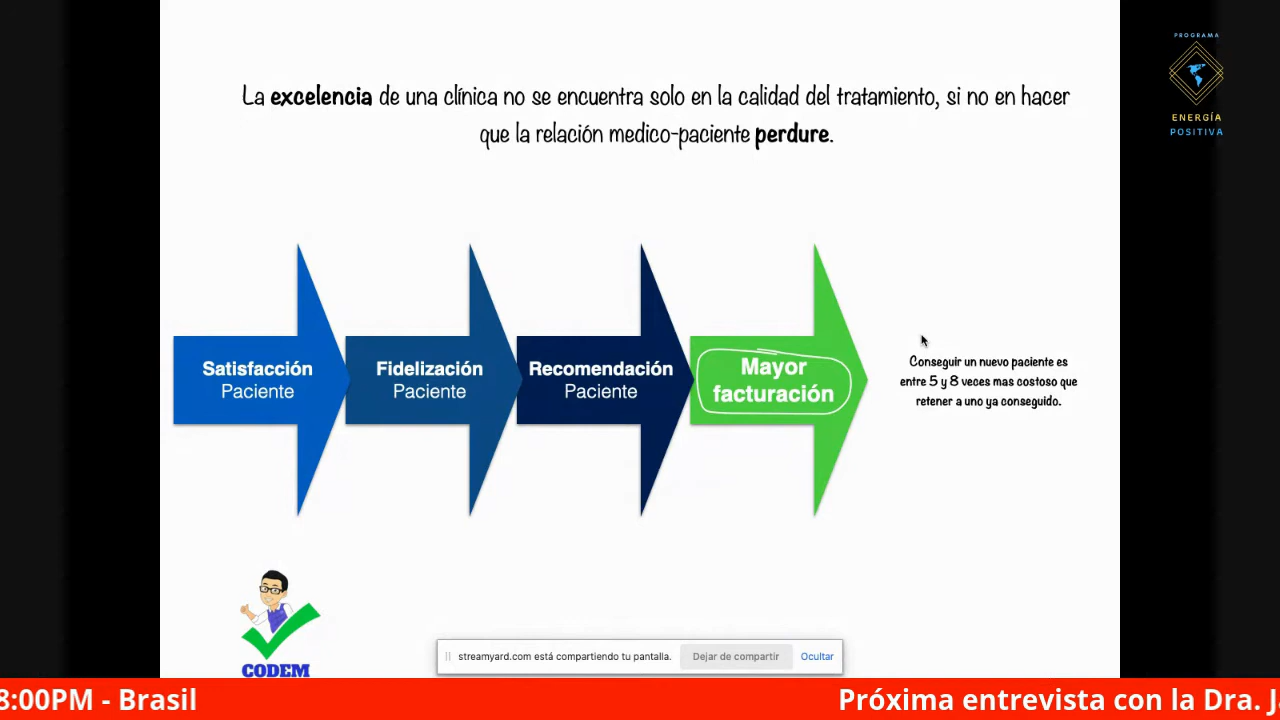 PROGRAMA
ENERGÍA
POSITIVA
La excelencia de una clínica no se encuentra solo en la calidad del tratamiento, si no en hacer
que la relación medico-paciente perdure.
Satisfacción
Paciente
Fidelización
Paciente
Recomendación
Paciente
Mayor
facturación
Conseguir un nuevo paciente es
entre 5 y 8 veces mas costoso que
retener a uno ya conseguido.
CODEM
streamyard.com está compartiendo tu pantalla. Dejar de compartir Ocultar
8:00PM - Brasil Próxima entrevista con la Dra.